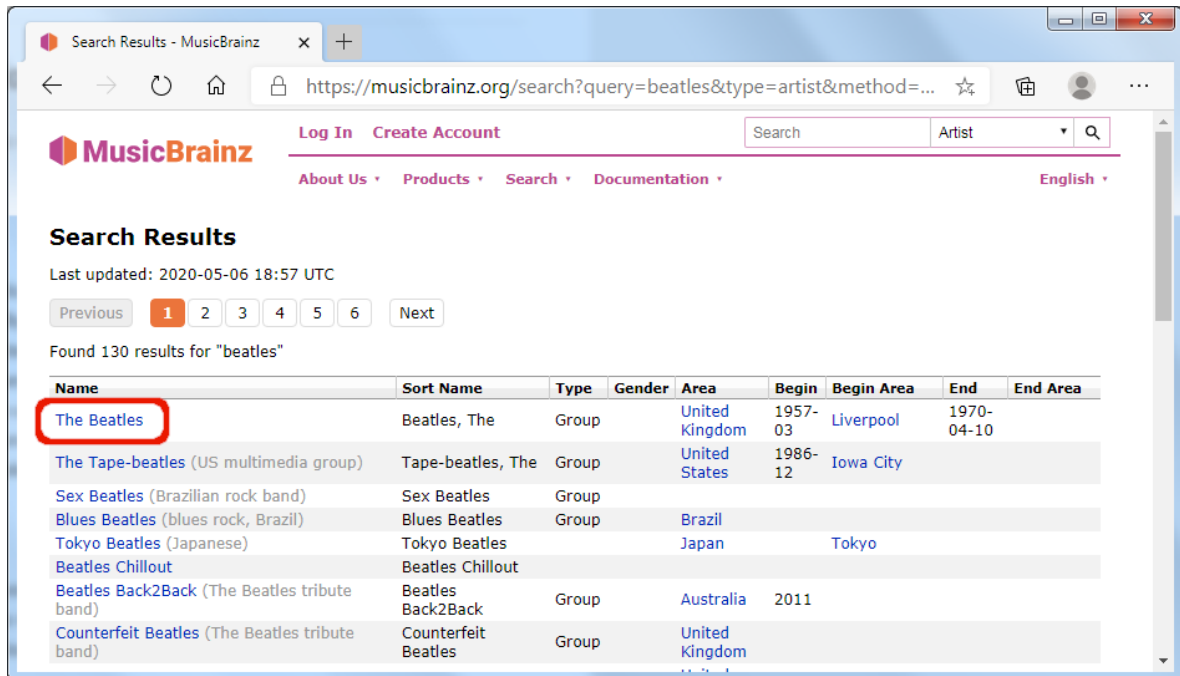 Search Results - MusicBrainz
https://musicbrainz.org/search?query=beatles&type=artist&method=...
MusicBrainz
Log In Create Account
Search Artist
About Us Products Search Documentation English
Search Results
Last updated: 2020-05-06 18:57 UTC
Previous 1 2 3 4 5 6 Next
Found 130 results for "beatles"
Name Sort Name Type Gender Area Begin Begin Area End End Area
The Beatles Beatles, The Group United Kingdom 1957-03 Liverpool 1970-04-10
The Tape-beatles (US multimedia group) Tape-beatles, The Group United States 1986-12 Iowa City
Sex Beatles (Brazilian rock band) Sex Beatles Group
Blues Beatles (blues rock, Brazil) Blues Beatles Group Brazil
Tokyo Beatles (Japanese) Tokyo Beatles Japan Tokyo
Beatles Chillout Beatles Chillout
Beatles Back2Back (The Beatles tribute band) Beatles Back2Back Group Australia 2011
Counterfeit Beatles (The Beatles tribute band) Counterfeit Beatles Group United Kingdom